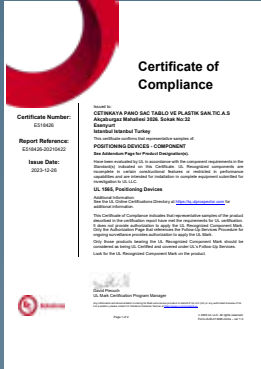 Certificate of
Compliance
Certificate Number:
E518426
Report Reference:
E518426-20210422
Issue Date:
2023-12-26
Issued to:
CETINKAYA PANO SAC TABLO VE PLASTIK SAN.TIC.A.S
Akçaburgaz Mahallesi 3026. Sokak No:32
Esenyurt
Istanbul Istanbul Turkey
This certificate confirms that representative samples of:
POSITIONING DEVICES - COMPONENT
See Addendum Page for Product Designation(s).
Have been evaluated by UL in accordance with the component requirements in the
Standard(s) indicated on this Certificate. UL Recognized components are
incomplete in certain constructional features or restricted in performance
capabilities and are intended for installation in complete equipment submitted for
investigation to UL LLC.
UL 1565, Positioning Devices
Additional Information:
See the UL Online Certifications Directory at https://iq.ulprospector.com for
additional information.
This Certificate of Compliance indicates that representative samples of the product
described in the certification report have met the requirements for UL certification.
It does not provide authorization to apply the UL Recognized Component Mark.
Only the Authorization Page that references the Follow-Up Services Procedure for
ongoing surveillance provides authorization to apply the UL Mark.
Only those products bearing the UL Recognized Component Mark should be
considered as being UL Certified and covered under UL's Follow-Up Services.
Look for the UL Recognized Component Mark on the product.
David Piecuch
UL Mark Certification Program Manager